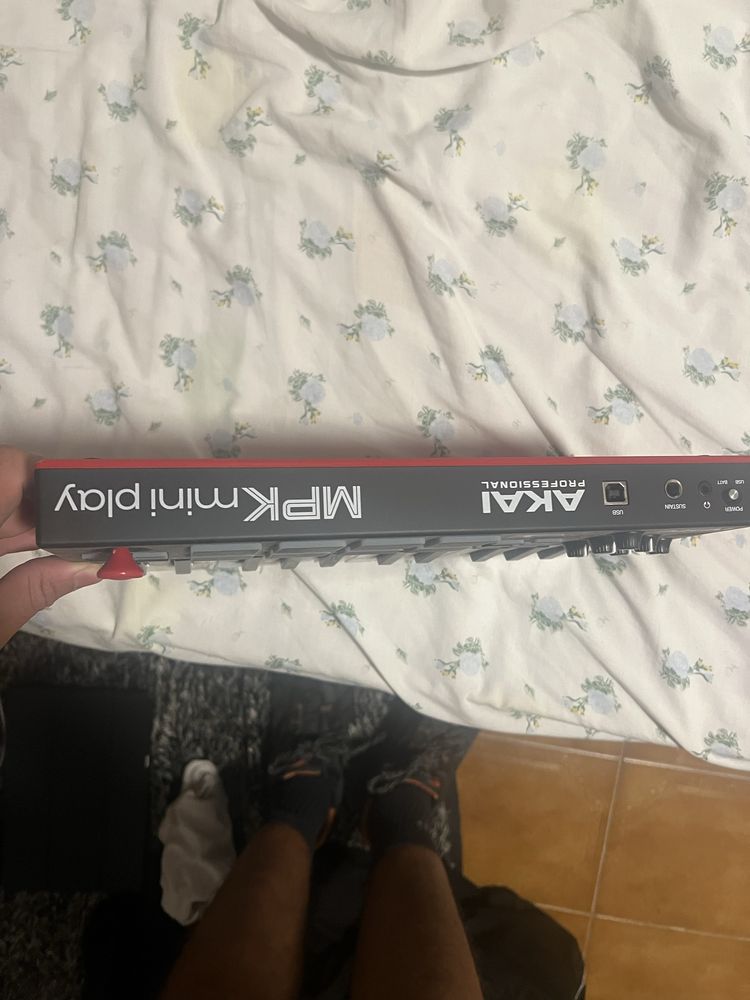 MPK mini play
AKAI
PROFESSIONAL
USB
SUSTAIN
USB BATT
POWER